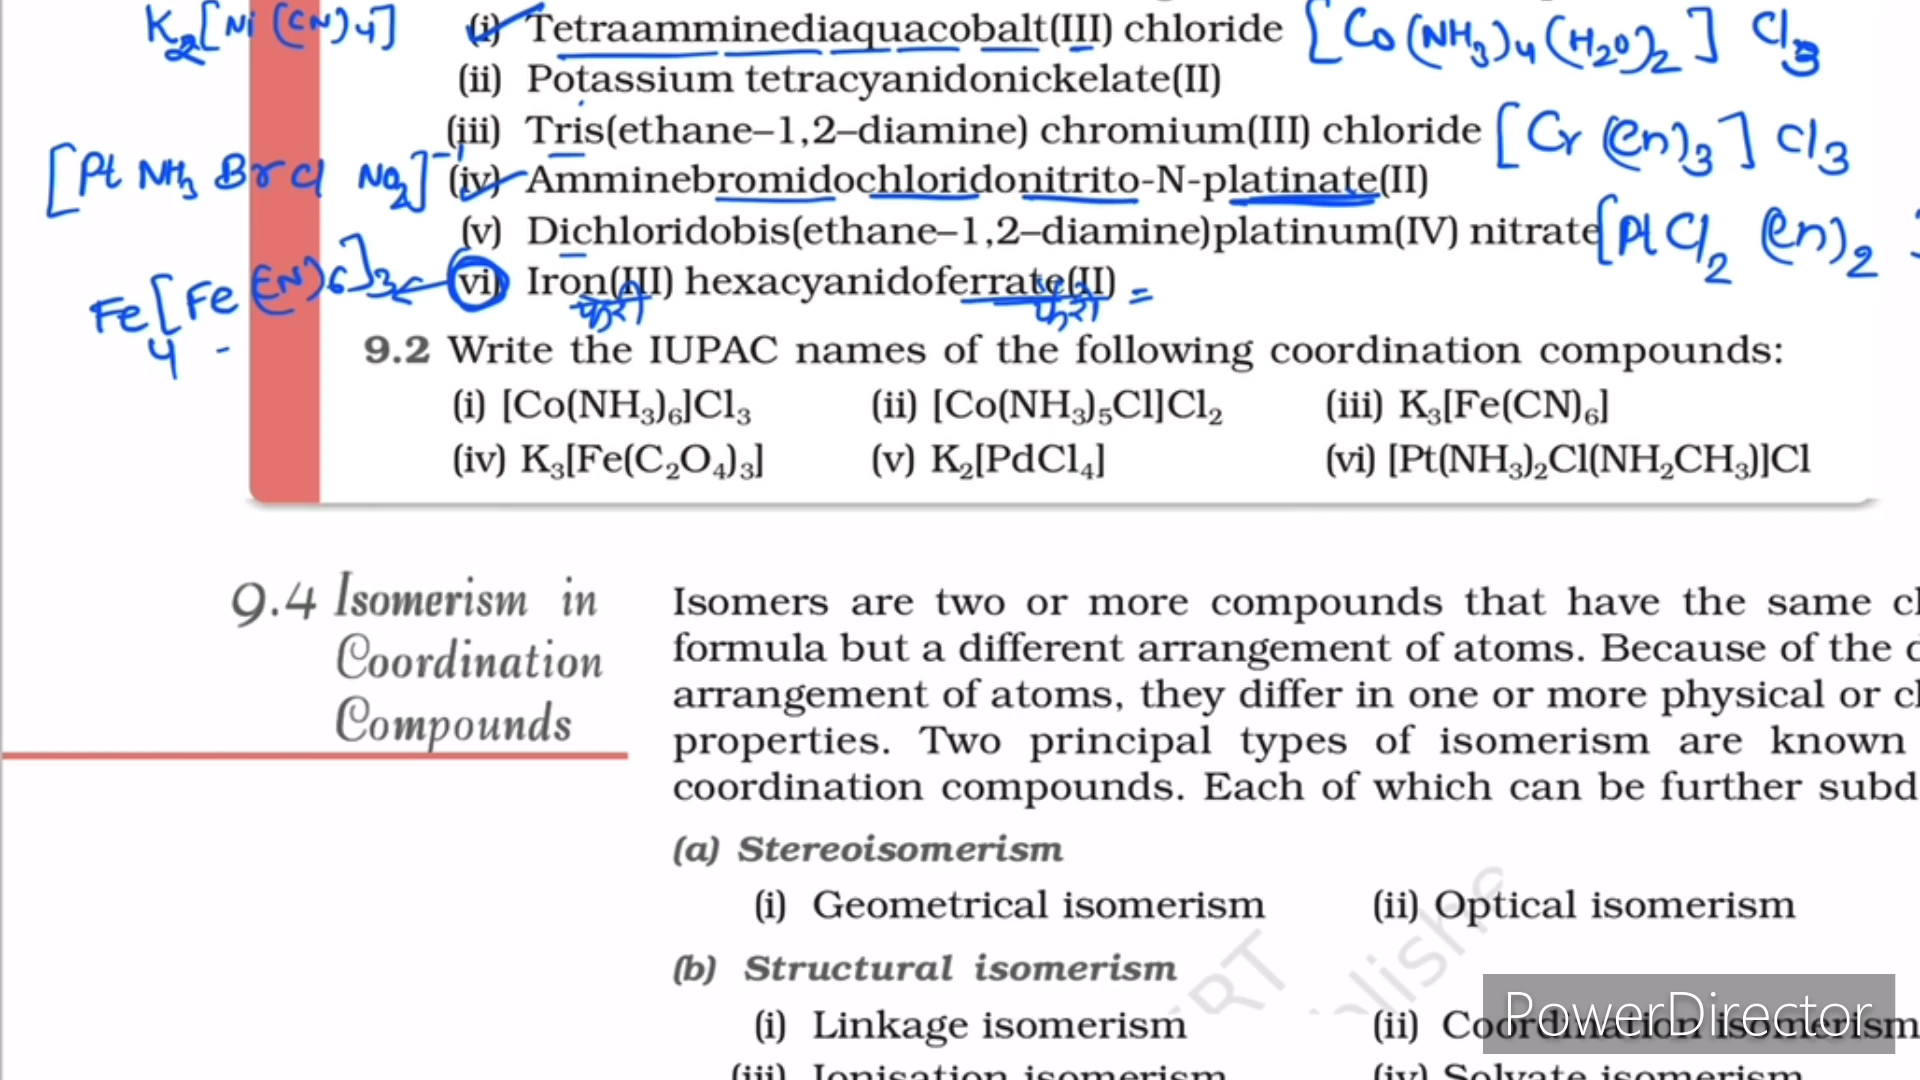 K₂[Ni(CN)4]
(i) Tetraamminediaquacobalt(III) chloride [Co(NH₃)₄(H₂O)₂] Cl₃
(ii) Potassium tetracyanidonickelate(II)
(iii) Tris(ethane–1,2–diamine) chromium(III) chloride [Cr (en)₃] Cl₃
[Pt NH₃ Br Cl NO₂]⁻¹ (iv) Amminebromidochloridonitrito-N-platinate(II)
(v) Dichloridobis(ethane–1,2–diamine)platinum(IV) nitrate [Pt Cl₂ (en)₂
Fe₄[Fe(CN)₆]₃ (vi) Iron(III) hexacyanidoferrate(II) =
9.2 Write the IUPAC names of the following coordination compounds:
(i) [Co(NH₃)₆]Cl₃ (ii) [Co(NH₃)₅Cl]Cl₂ (iii) K₃[Fe(CN)₆]
(iv) K₃[Fe(C₂O₄)₃] (v) K₂[PdCl₄] (vi) [Pt(NH₃)₂Cl(NH₂CH₃)]Cl
9.4 Isomerism in
Coordination
Compounds
Isomers are two or more compounds that have the same
formula but a different arrangement of atoms. Because of the
arrangement of atoms, they differ in one or more physical or
properties. Two principal types of isomerism are known
coordination compounds. Each of which can be further subd
(a) Stereoisomerism
(i) Geometrical isomerism (ii) Optical isomerism
(b) Structural isomerism
(i) Linkage isomerism (ii) Coordination isomerism
(iii) Ionisation isomerism (iv) Solvate isomerism
PowerDirector